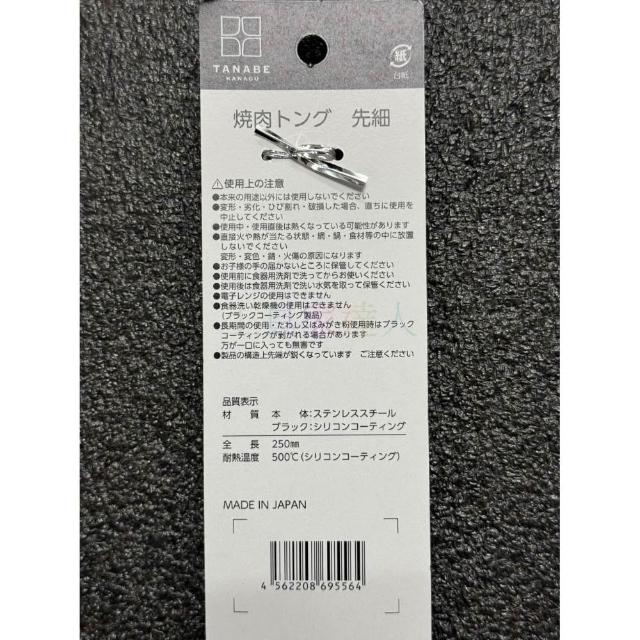 TANABE
KANAGU
紙
台紙
焼肉トング 先細
⚠使用上の注意
●本来の用途以外には使用しないでください
●変形・劣化・ひび割れ・破損した場合、直ちに使用を
中止してください
●使用中・使用直後は熱くなっている可能性があります
●直接火や熱が当たる状態・網・鍋・食材等の中に放置
しないでください
変形・変色・錆・火傷の原因になります
●お子様の手の届かないところに保管してください
●使用前に食器用洗剤で洗ってからお使いください
●使用後は食器用洗剤で洗い水気を取って保管ください
●電子レンジの使用はできません
●食器洗い乾燥機の使用はできません
(ブラックコーティング製品)
●長期間の使用・たわし又はみがき粉使用時はブラック
コーティングが剥がれる場合があります
万が一口に入っても無害です
●製品の構造上先端が鋭くなっています ご注意ください
品質表示
材 質 本 体:ステンレススチール
ブラック:シリコンコーティング
全 長 250㎜
耐熱温度 500℃(シリコンコーティング)
MADE IN JAPAN
4 562208 695564